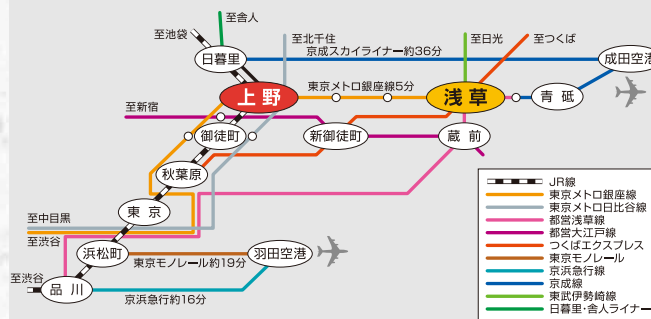 至舎人
至池袋
至北千住
至日光
至つくば
日暮里
京成スカイライナー約36分
成田空港
上野
東京メトロ銀座線5分
浅草
青砥
至新宿
御徒町
新御徒町
蔵前
秋葉原
東京
至中目黒
至渋谷
浜松町
東京モノレール約19分
羽田空港
至渋谷
品川
京浜急行約16分
JR線
東京メトロ銀座線
東京メトロ日比谷線
都営浅草線
都営大江戸線
つくばエクスプレス
東京モノレール
京浜急行線
京成線
東武伊勢崎線
日暮里・舎人ライナー